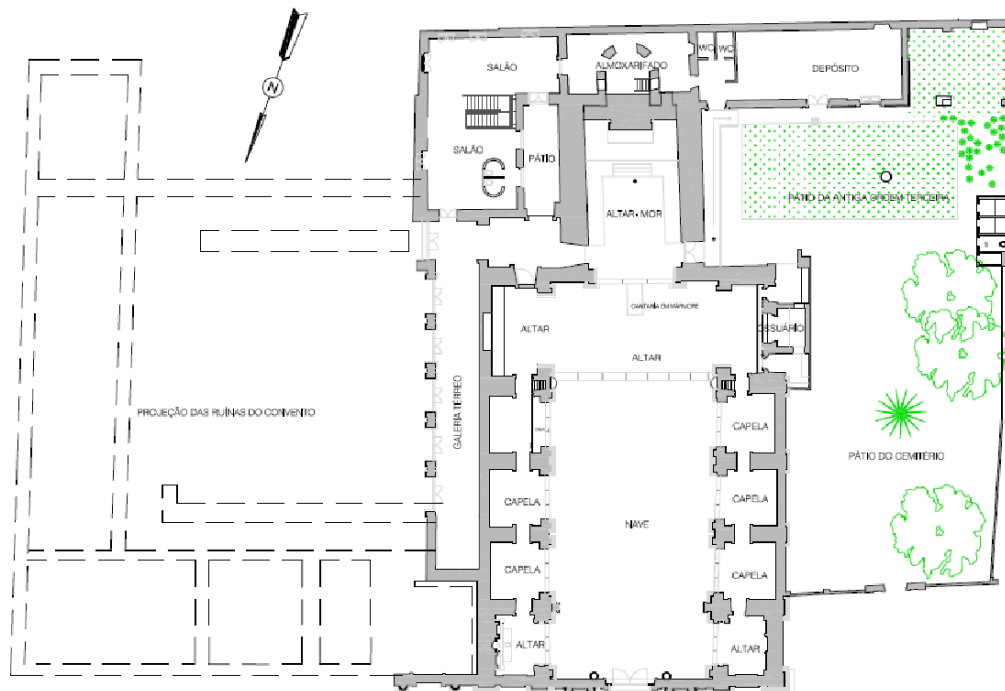 N
SALÃO
ALMOXARIFADO
WC
WC
DEPÓSITO
SALÃO
PÁTIO
ALTAR-MOR
PÁTIO DA ANTIGA ORDEM TERCEIRA
CANTARIA EM MÁRMORE
ALTAR
OSSUÁRIO
ALTAR
PROJEÇÃO DAS RUÍNAS DO CONVENTO
GALERIA TÉRREO
CAPELA
PÁTIO DO CEMITÉRIO
CAPELA
CAPELA
NAVE
CAPELA
CAPELA
ALTAR
ALTAR